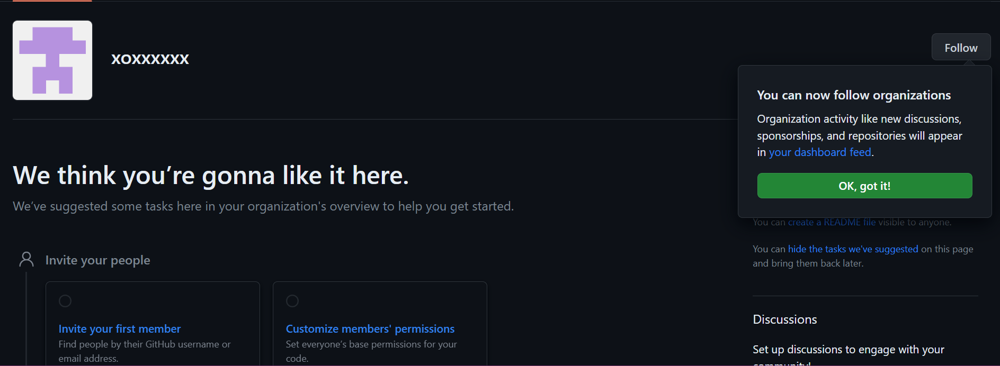 xoxxxxxx
Follow
You can now follow organizations
Organization activity like new discussions,
sponsorships, and repositories will appear
in your dashboard feed.
OK, got it!
We think you’re gonna like it here.
We’ve suggested some tasks here in your organization's overview to help you get started.
You can create a README file visible to anyone.
You can hide the tasks we've suggested on this page
and bring them back later.
Invite your people
Invite your first member
Find people by their GitHub username or
email address.
Customize members' permissions
Set everyone’s base permissions for your
code.
Discussions
Set up discussions to engage with your
community!